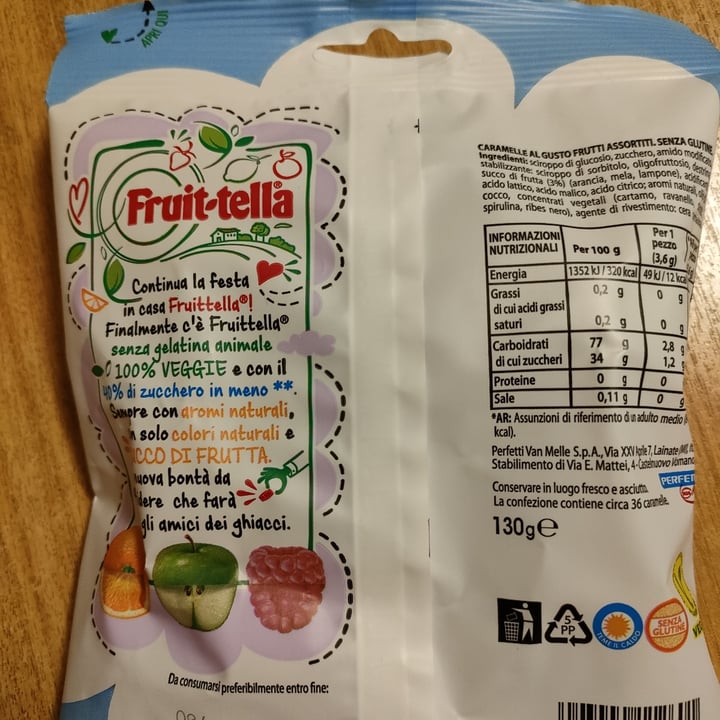 APRI QUI
Fruit-tella®
Continua la festa
in casa Fruittella®!
Finalmente c'è Fruittella®
senza gelatina animale
100% VEGGIE e con il
40% di zucchero in meno **.
Sempre con aromi naturali,
solo colori naturali e
DI FRUTTA.
bontà da
che farà
gli amici dei ghiacci.
Da consumarsi preferibilmente entro fine:
CARAMELLE AL GUSTO FRUTTI ASSORTITI. SENZA GLUTINE
Ingredienti: sciroppo di glucosio, zucchero, amido modificato,
stabilizzante: sciroppo di sorbitolo, oligofruttosio,
succo di frutta (3%) (arancia, mela, lampone),
acido lattico, acido malico, acido citrico; aromi naturali,
cocco, concentrati vegetali (cartamo, ravanello,
spirulina, ribes nero), agente di rivestimento: cera
INFORMAZIONI NUTRIZIONALI Per 100 g Per 1 pezzo (3,6 g)
Energia 1352 kJ / 320 kcal 49 kJ / 12 kcal
Grassi 0,2 g 0 g
di cui acidi grassi
saturi 0,2 g 0 g
Carboidrati 77 g 2,8 g
di cui zuccheri 34 g 1,2 g
Proteine 0 g 0 g
Sale 0,11 g 0 g
*AR: Assunzioni di riferimento di un adulto medio
kcal).
Perfetti Van Melle S.p.A., Via XXV Aprile 7, Lainate
Stabilimento di Via E. Mattei, 4 - Castelnuovo Vomano
Conservare in luogo fresco e asciutto.
La confezione contiene circa 36 caramelle.
PERFETTI
130g e
5
PP
TEME IL CALDO
SENZA
GLUTINE